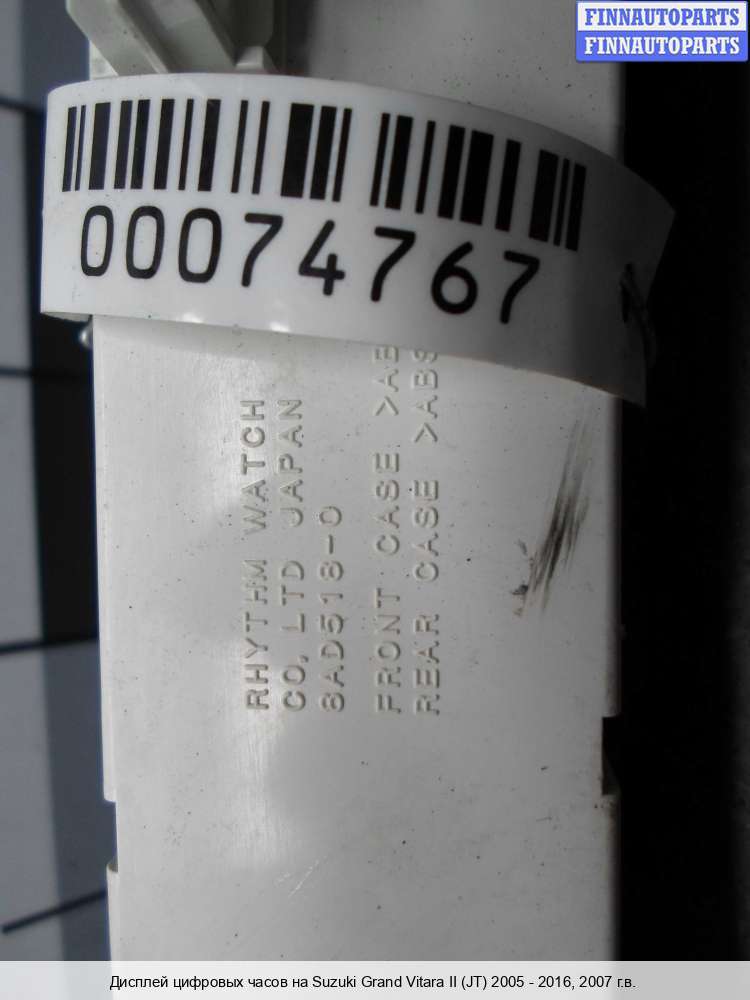 FINNAUTOPARTS
FINNAUTOPARTS
00074767
RHYTHM WATCH
CO, LTD JAPAN
8AD518-0
FRONT CASE >AB
REAR CASE >ABS
Дисплей цифровых часов на Suzuki Grand Vitara II (JT) 2005 - 2016, 2007 г.в.